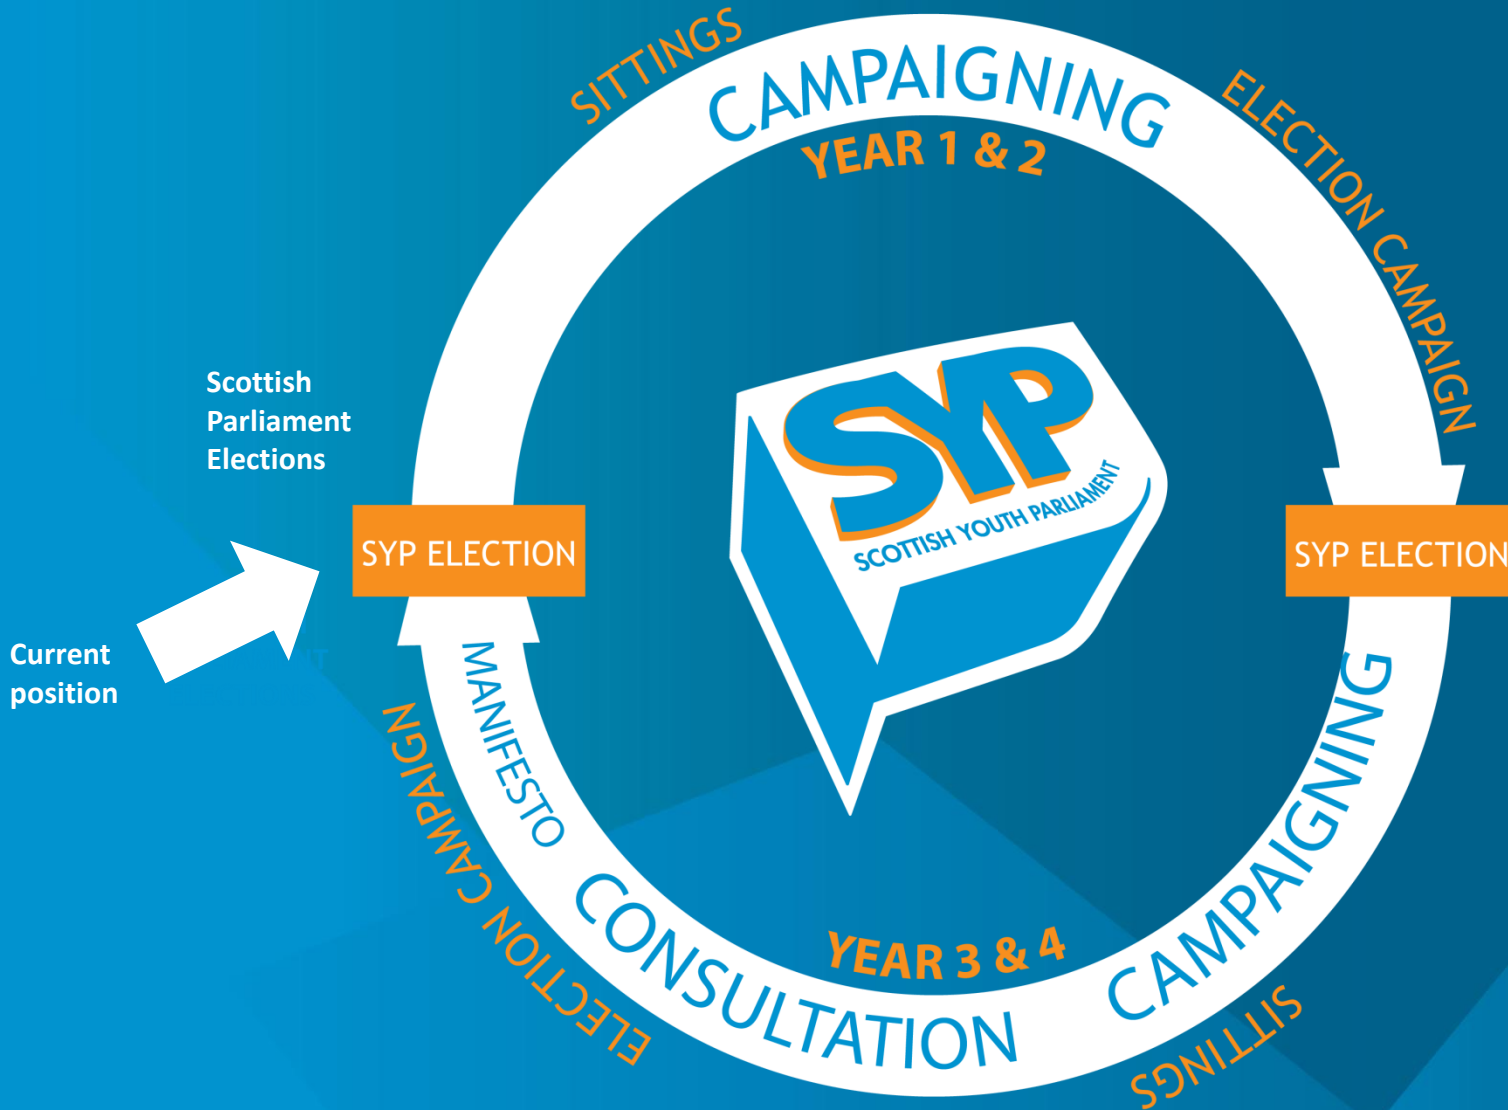 SITTINGS
CAMPAIGNING
YEAR 1 & 2
ELECTION CAMPAIGN
Scottish
Parliament
Elections
SYP
SCOTTISH YOUTH PARLIAMENT
SYP ELECTION
SYP ELECTION
Current
position
MANIFESTO
CONSULTATION
CAMPAIGNING
YEAR 3 & 4
ELECTION CAMPAIGN
SITTINGS